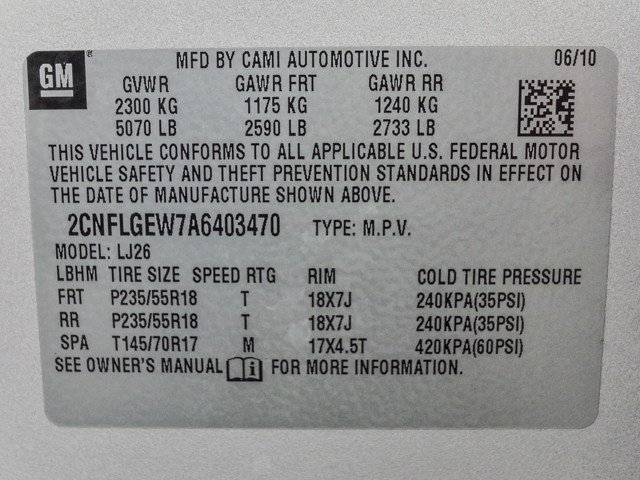 GM ®
MFD BY CAMI AUTOMOTIVE INC. 06/10
GVWR GAWR FRT GAWR RR
2300 KG 1175 KG 1240 KG
5070 LB 2590 LB 2733 LB
THIS VEHICLE CONFORMS TO ALL APPLICABLE U.S. FEDERAL MOTOR
VEHICLE SAFETY AND THEFT PREVENTION STANDARDS IN EFFECT ON
THE DATE OF MANUFACTURE SHOWN ABOVE.
2CNFLGEW7A6403470 TYPE: M.P.V.
MODEL: LJ26
LBHM TIRE SIZE SPEED RTG RIM COLD TIRE PRESSURE
FRT P235/55R18 T 18X7J 240KPA(35PSI)
RR P235/55R18 T 18X7J 240KPA(35PSI)
SPA T145/70R17 M 17X4.5T 420KPA(60PSI)
SEE OWNER'S MANUAL i FOR MORE INFORMATION.